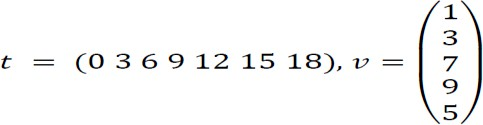 t = (0 3 6 9 12 15 18), v = (1 3 7 9 5)